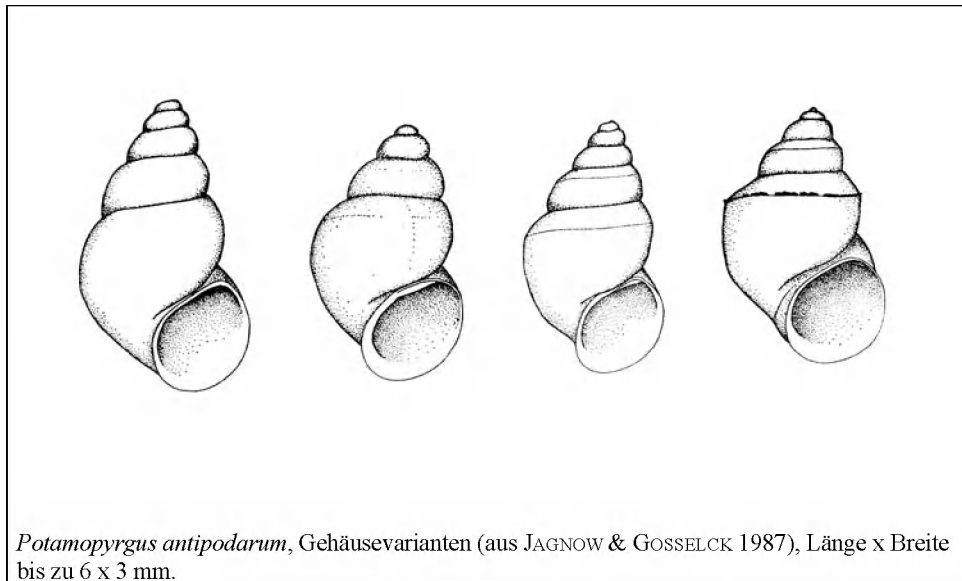 Potamopyrgus antipodarum, Gehäusevarianten (aus JAGNOW & GOSSELCK 1987), Länge x Breite
bis zu 6 x 3 mm.